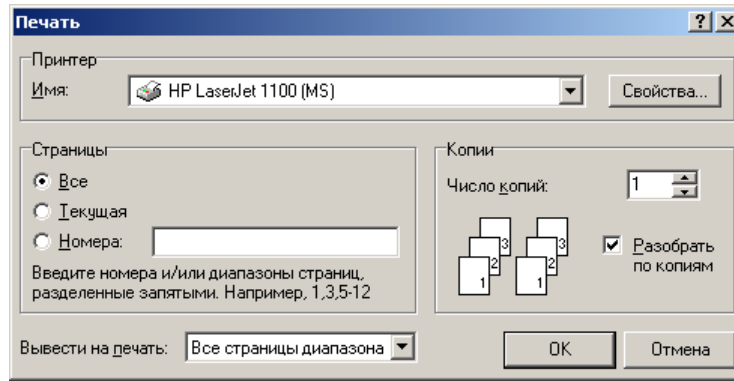 Печать
Принтер
Имя: HP LaserJet 1100 (MS) Свойства...
Страницы
Все
Текущая
Номера:
Введите номера и/или диапазоны страниц,
разделенные запятыми. Например, 1,3,5-12
Копии
Число копий: 1
3 3
2 2
1 1
Разобрать
по копиям
Вывести на печать: Все страницы диапазона
OK Отмена